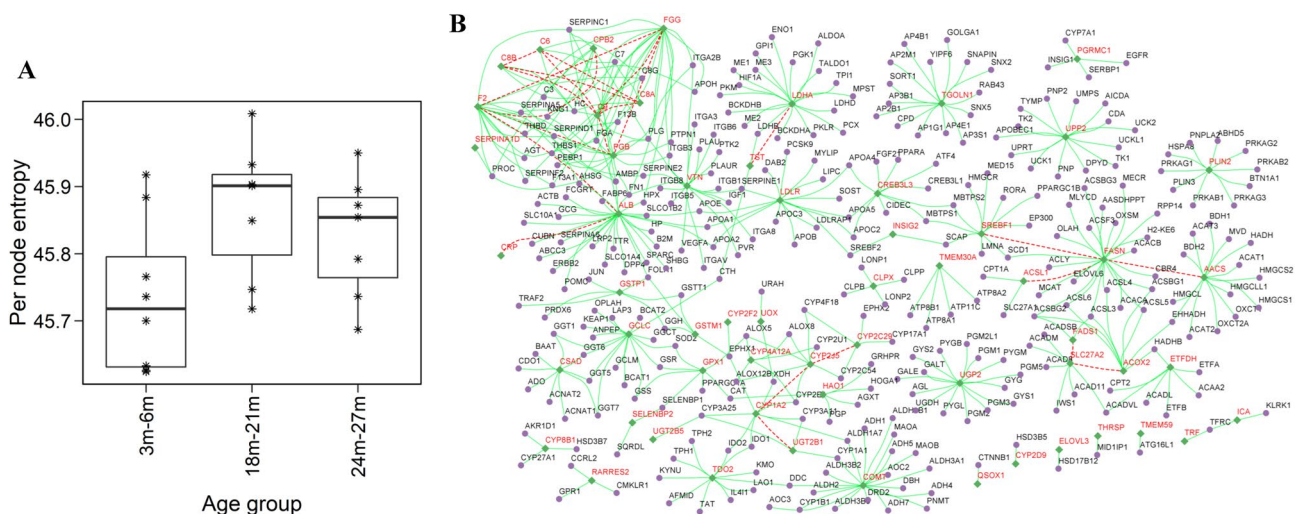 A
Per node entropy
46.0
45.9
45.8
45.7
3m-6m
18m-21m
24m-27m
Age group
B
SERPINC1
FGG
C6
CPB2
C8B
C7
ITGA2B
C8G
C3
C8A
APOH
F2
SERPINA5
KNG1
HC
C5
F13B
THBD
SERPIND1
SERPINA1D
THBS1
FGA
PLG
PTPN1
AGT
PEBP1
FGB
ITGB3
PROC
SERPINE2
SERPINF2
F13A1
AHSG
AMBP
ITGB8
VTN
FCGRT
FABP6
FN1
ACTB
HPX
ITGB5
GCG
SLCO1B2
SLC10A1
ALB
HP
CRP
CUBN
SERPINA6
ABCC3
LRP2
TTR
B2M
VEGFA
APOA2
ERBB2
SLCO1A4
SPARC
SHBG
ITGAV
PVR
JUN
DPP4
FOLR1
CTH
POMC
ENO1
ALDOA
GPI1
PGK1
ME1
ME3
TALDO1
HIF1A
TPI1
PKM
LDHA
MPST
BCKDHB
LDHD
ITGA3
ME2
PCX
LDHB
PKLR
ITGB6
BCKDHA
PLAU
PTK2
TST
PCSK9
PLAUR
DAB2
MYLIP
ITGB1
SERPINE1
LIPC
IGF1
LDLR
SOST
APOE
APOA1
APOC3
LDLRAP1
ITGA8
APOB
GOLGA1
AP4B1
YIPF6
AP2M1
SNAPIN
SORT1
SNX2
AP3B1
TGOLN1
RAB43
AP2B1
SNX5
CPD
AP1G1
AP4E1
AP3S1
APOA4
FGF21
PPARA
ATF4
CREB3L3
CREB3L1
APOA5
CIDEC
APOC2
MBTPS1
INSIG2
SREBF2
SCAP
LONP1
CYP7A1
PGRMC1
INSIG1
EGFR
SERBP1
PNP2
UMPS
TYMP
AICDA
TK2
CDA
APOBEC1
UPP2
UCK2
UPRT
UCKL1
UCK1
TK1
PNP
DPYD
MED15
HMGCR
RORA
MBTPS2
PPARGC1B
SREBF1
EP300
LMNA
SCD1
ABHD5
PNPLA2
HSPA8
PRKAG2
PRKAG1
PRKAB2
PLIN2
PLIN3
BTN1A1
PRKAB1
PRKAG3
MECR
ACSBG3
AASDHPPT
MLYCD
OXSM
ACSF3
RPP14
OLAH
H2-KE6
ACACB
FASN
ACLY
CBR4
CPT1A
ACSL1
ELOVL6
MCAT
ACSL4
ACSBG1
ACSL6
ACACA
ACSL5
SLC27A1
ACSBG2
ACSL3
BDH1
ACAT3
MVD
HADH
BDH2
ACAT1
HMGCS2
AACS
HMGCLL1
HMGCL
HMGCS1
OXCT1
EHHADH
OXCT2A
ACAT2
TMEM30A
ATP8A2
ATP8B1
ATP11C
ATP8A1
CLPX
CLPP
CLPB
LONP2
GSTP1
TRAF2
GSTT1
OPLAH
PRDX6
LAP3
BCAT2
KEAP1
GGH
GGT1
ANPEP
GCLC
GGCT
GSTM1
SOD2
BAAT
GGT6
GCLM
GSR
GPX1
EPHX1
CDO1
CSAD
GGT5
BCAT1
PPARGC1A
ADO
CAT
ACNAT2
GSS
SELENBP1
ACNAT1
GGT7
SELENBP2
SQRDL
URAH
CYP2F2
UOX
CYP4F18
EPHX2
ALOX5
ALOX8
CYP2U1
CYP2C29
CYP17A1
CYP4A12A
CYP2J5
ALOX12B
XDH
CYP2C54
CYP2E1
HAO1
GRHPR
HOGA1
AGXT
CYP3A25
CYP1A2
CYP3A11
PGP
UGT2B5
UGT2B1
IDO1
CYP1A1
TPH2
IDO2
TPH1
KMO
KYNU
TDO2
LAO1
AFMID
IL4I1
TAT
AKR1D1
CYP8B1
HSD3B7
CYP27A1
CCRL2
RARRES2
CMKLR1
GPR1
PYGB
PGM2L1
GYS2
PGM1
PYGM
GALT
PGM5
GALE
UGP2
GYG
AGL
GYS1
UGDH
PGM3
PYGL
PGM2
ADH1
ALDH3B1
ALDH1A7
MAOA
ADH5
MAOB
ALDH3B2
AOC2
ALDH3A1
DDC
ALDH2
COMT
DBH
ADH4
DRD2
AOC3
CYP1B1
ALDH3B3
ADH7
PNMT
ACADSB
FADS1
ACADM
HADHB
ACADL
SLC27A2
ACOX2
ETFDH
ETFA
ACAD11
CPT2
ACAA2
IWS1
ACADVL
ACADL
ETFB
HSD3B5
CTNNB1
CYP2D9
QSOX1
ELOVL3
HSD17B12
THRSP
MID1IP1
TMEM59
ATG16L1
TRF
TFRC
ICA
KLRK1